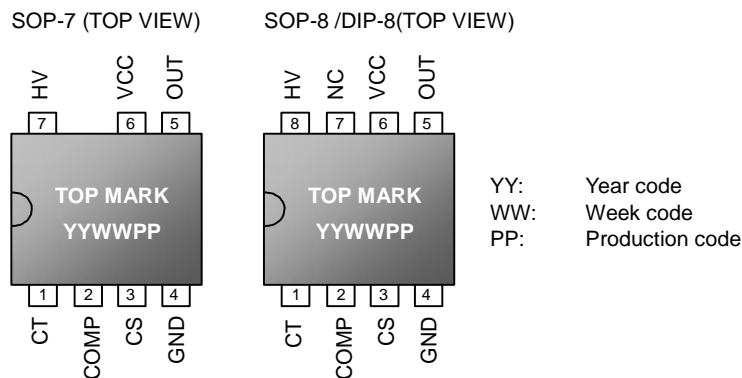 SOP-7 (TOP VIEW)
HV
VCC
OUT
7
6
5
TOP MARK
YYWWPP
1
2
3
4
CT
COMP
CS
GND
SOP-8 /DIP-8(TOP VIEW)
HV
NC
VCC
OUT
8
7
6
5
TOP MARK
YYWWPP
1
2
3
4
CT
COMP
CS
GND
YY: Year code
WW: Week code
PP: Production code